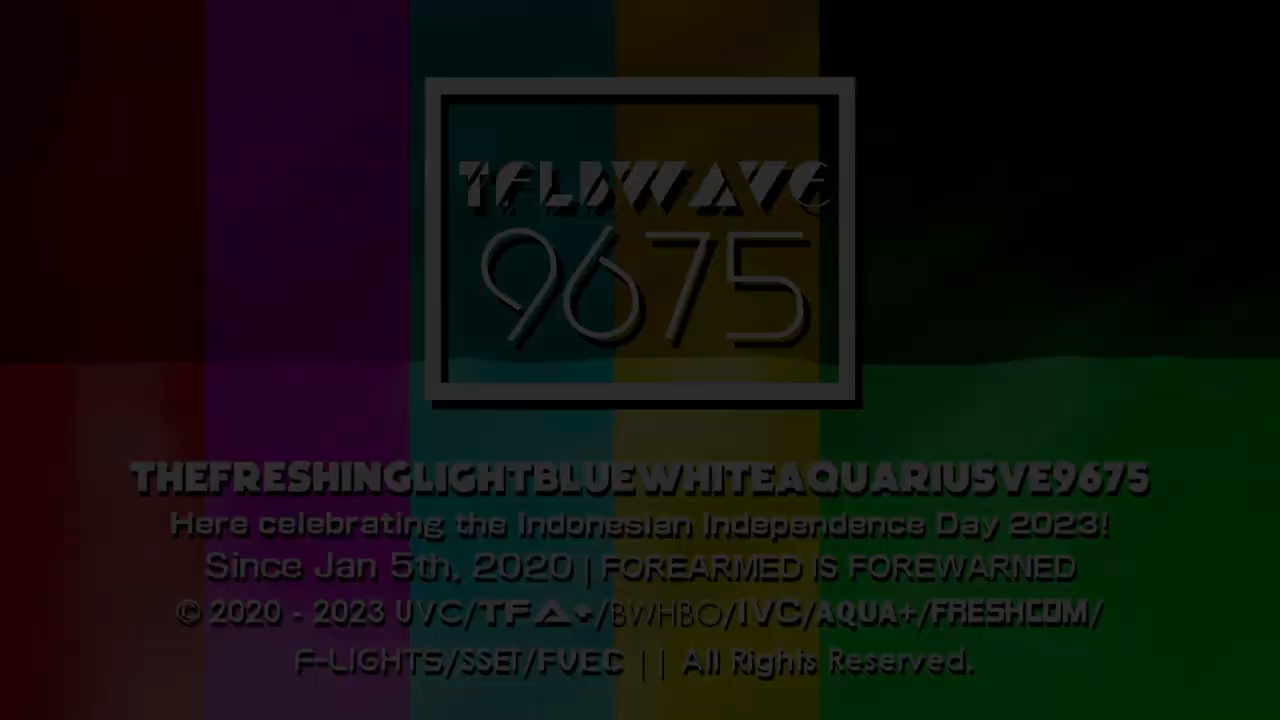 TFLBWAVE
9675
THEFRESHINGLIGHTBLUEWHITEAQUARIUSVE9675
Here celebrating the Indonesian Independence Day 2023!
Since Jan 5th, 2020 | FOREARMED IS FOREWARNED
© 2020 - 2023 UVC/TFA+/BWHBO/IVC/AQUA+/FRESHCOM/
F-LIGHTS/SSET/FVEC || All Rights Reserved.